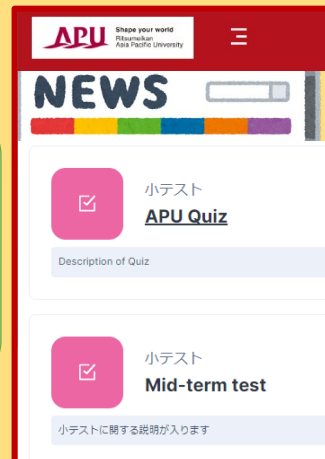 APU
Shape your world
Ritsumeikan
Asia Pacific University
NEWS
小テスト
APU Quiz
Description of Quiz
小テスト
Mid-term test
小テストに関する説明が入ります